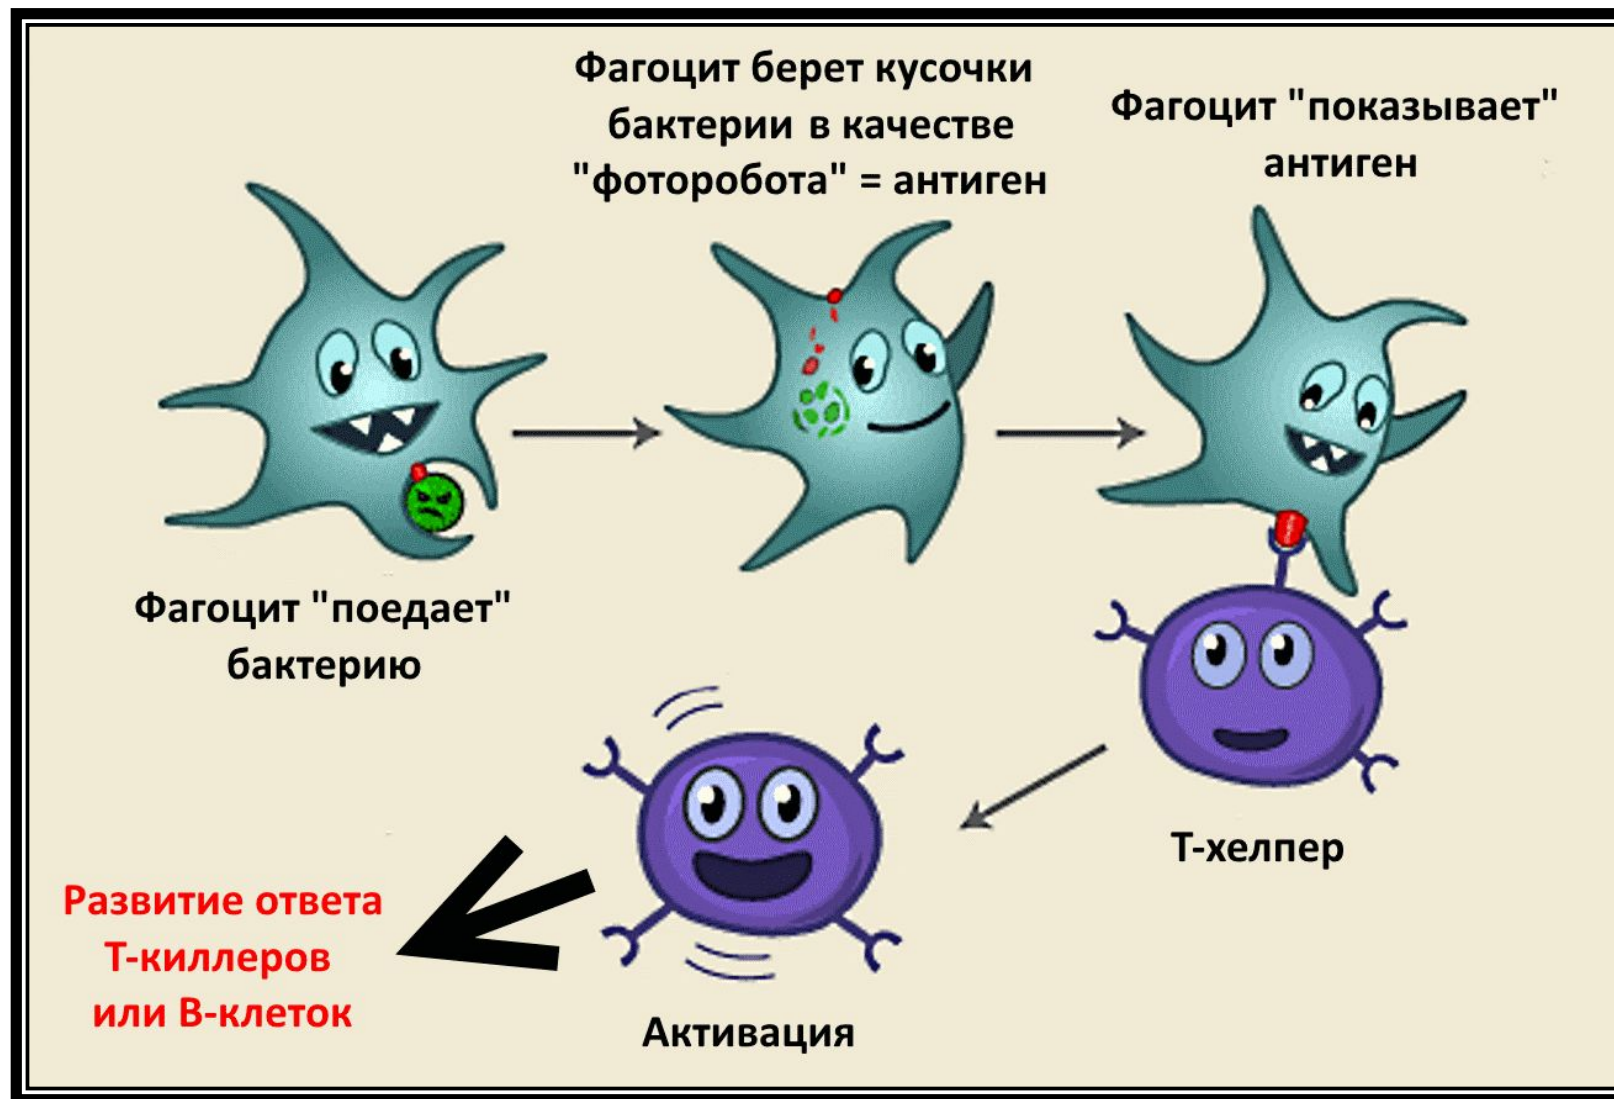 Фагоцит "поедает"
бактерию
Фагоцит берет кусочки
бактерии в качестве
"фоторобота" = антиген
Фагоцит "показывает"
антиген
Т-хелпер
Активация
Развитие ответа
Т-киллеров
или В-клеток